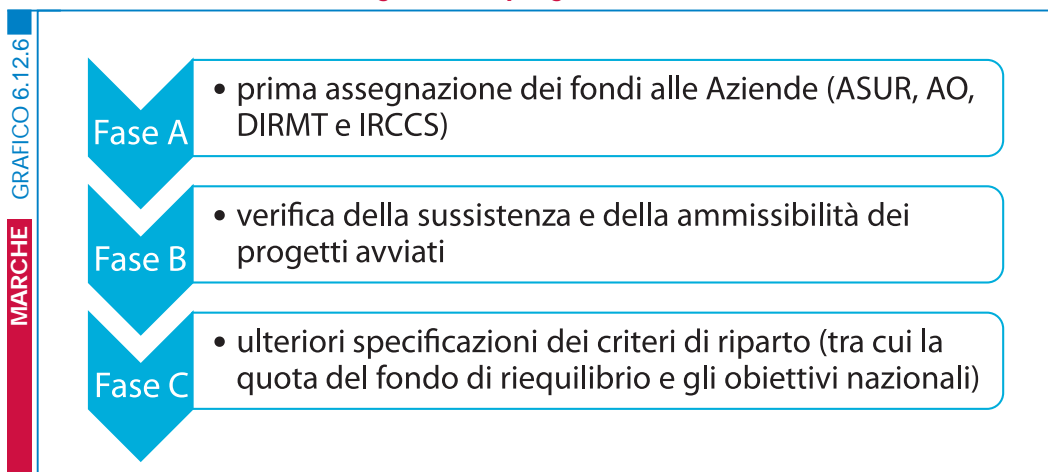 GRAFICO 6.12.6
MARCHE
Fase A
• prima assegnazione dei fondi alle Aziende (ASUR, AO,
DIRMT e IRCCS)
Fase B
• verifica della sussistenza e della ammissibilità dei
progetti avviati
Fase C
• ulteriori specificazioni dei criteri di riparto (tra cui la
quota del fondo di riequilibrio e gli obiettivi nazionali)